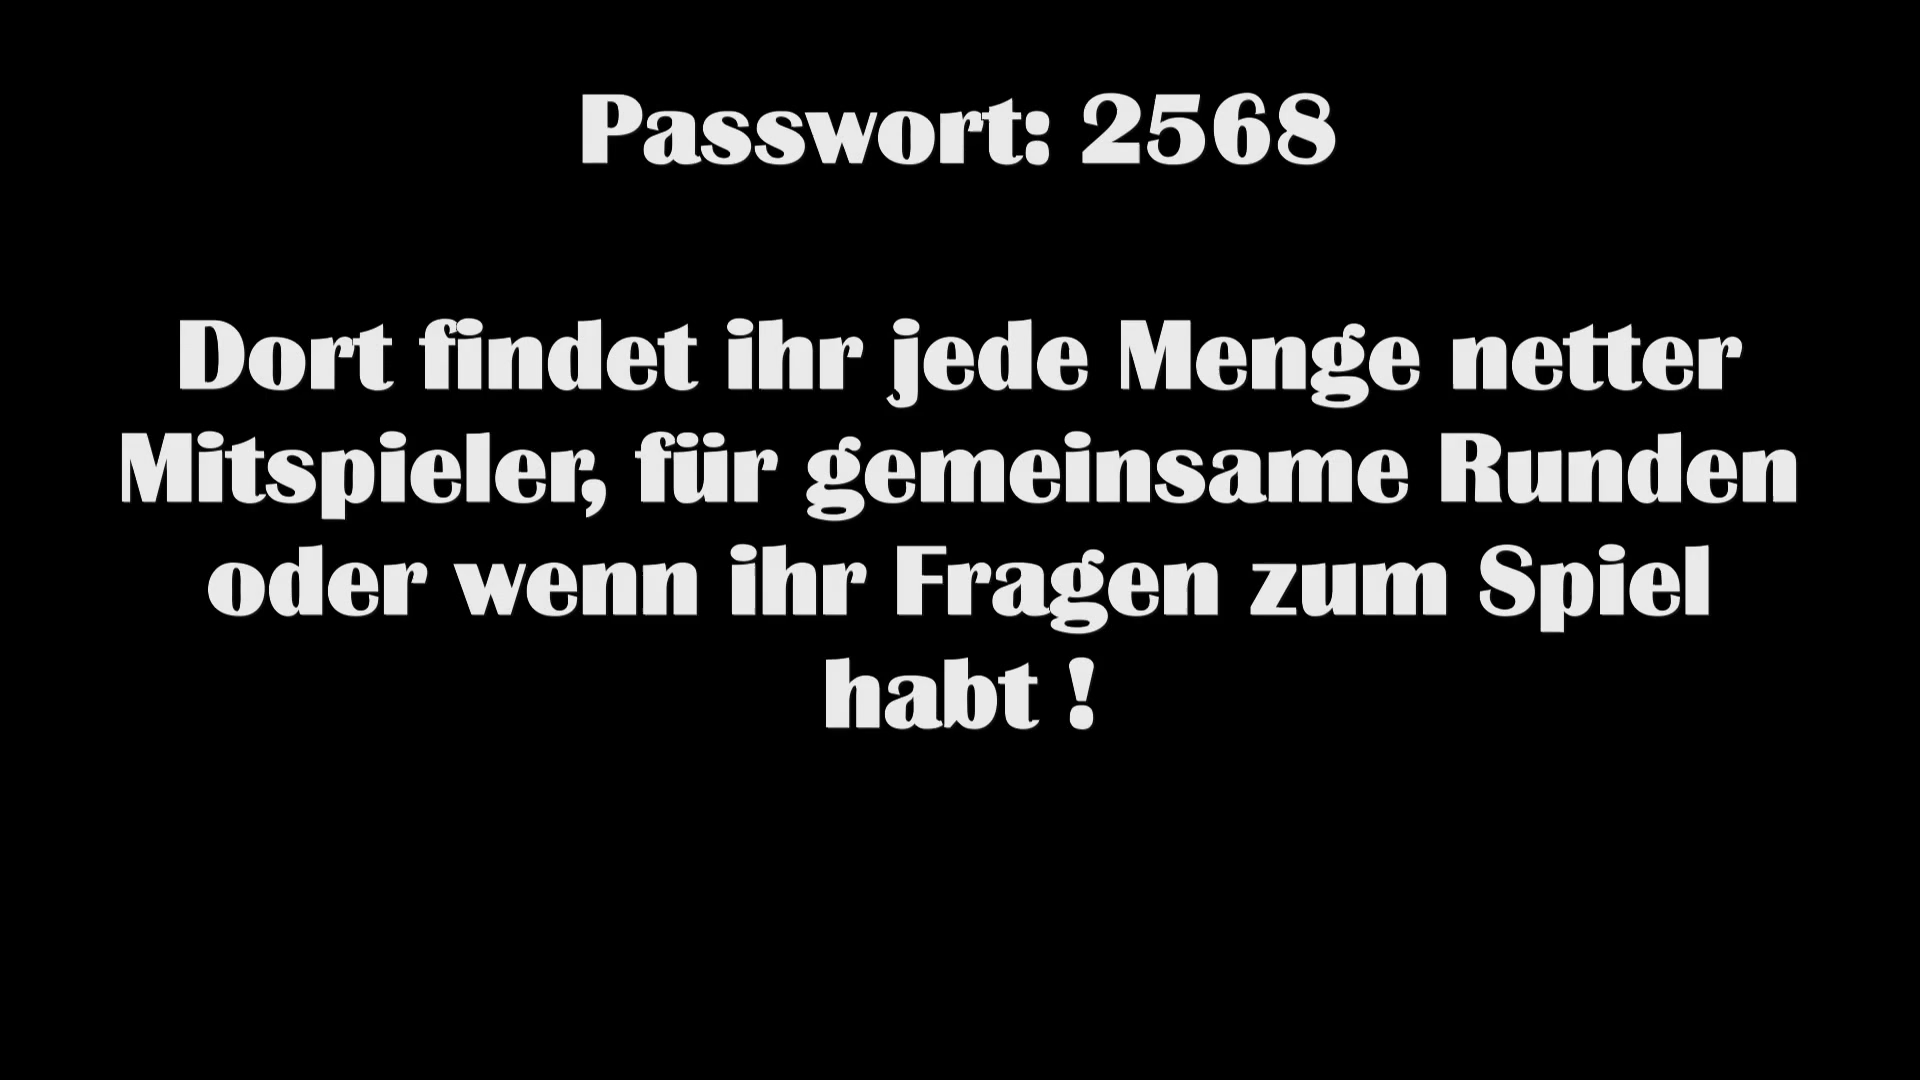 Passwort: 2568
Dort findet ihr jede Menge netter
Mitspieler, für gemeinsame Runden
oder wenn ihr Fragen zum Spiel
habt !